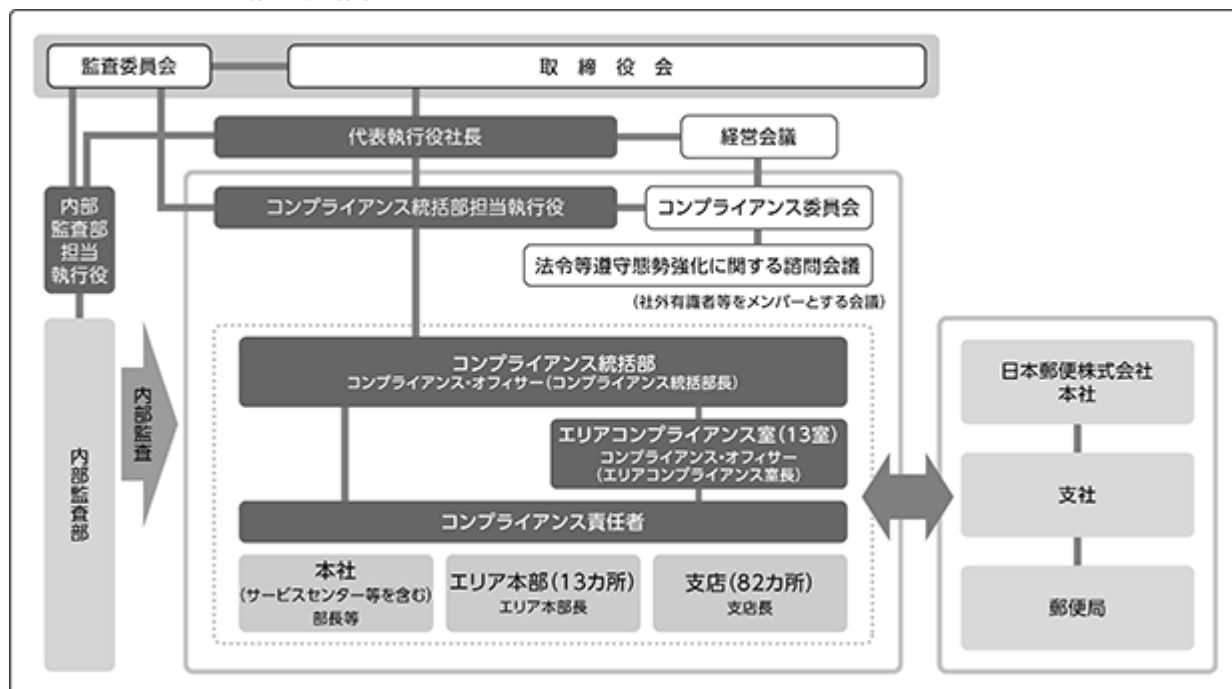 監査委員会
取締役会
代表執行役社長
経営会議
内部
監査部
担当
執行役
コンプライアンス統括部担当執行役
コンプライアンス委員会
法令等遵守態勢強化に関する諮問会議
(社外有識者等をメンバーとする会議)
コンプライアンス統括部
コンプライアンス・オフィサー(コンプライアンス統括部長)
エリアコンプライアンス室(13室)
コンプライアンス・オフィサー
(エリアコンプライアンス室長)
コンプライアンス責任者
本社
(サービスセンター等を含む)
部長等
エリア本部(13カ所)
エリア本部長
支店(82カ所)
支店長
内部監査部
内部監査
日本郵便株式会社
本社
支社
郵便局